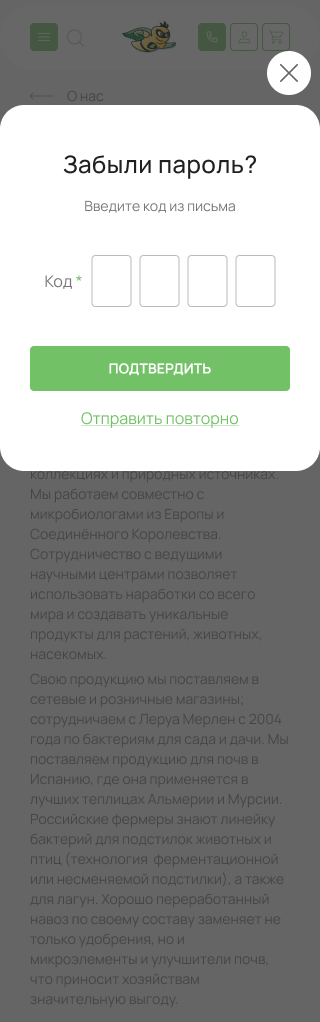 О нас
Забыли пароль?
Введите код из письма
Код *
ПОДТВЕРДИТЬ
Отправить повторно
коллекциях и природных источниках.
Мы работаем совместно с
микробиологами из Европы и
Соединённого Королевства.
Сотрудничество с ведущими
научными центрами позволяет
использовать наработки со всего
мира и создавать уникальные
продукты для растений, животных,
насекомых.
Свою продукцию мы поставляем в
сетевые и розничные магазины;
сотрудничаем с Леруа Мерлен с 2004
года по бактериям для сада и дачи. Мы
поставляем продукцию для почв в
Испанию, где она применяется в
лучших теплицах Альмерии и Мурсии.
Российские фермеры знают линейку
бактерий для подстилок животных и
птиц (технология ферментационной
или несменяемой подстилки), а также
для лагун. Хорошо переработанный
навоз по своему составу заменяет не
только удобрения, но и
микроэлементы и улучшители почв,
что приносит хозяйствам
значительную выгоду.